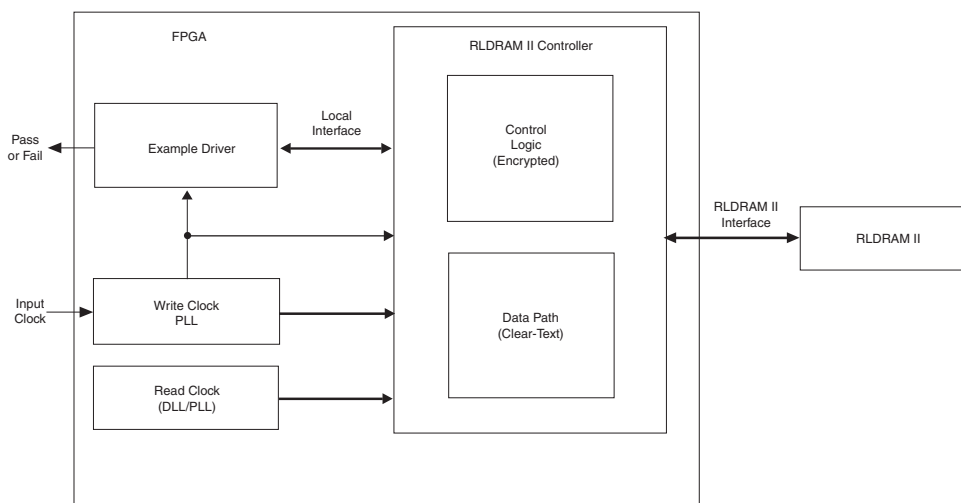 FPGA
RLDRAM II Controller
Local
Interface
Control
Logic
(Encrypted)
Pass
or Fail
Example Driver
RLDRAM II
Interface
RLDRAM II
Input
Clock
Write Clock
PLL
Data Path
(Clear-Text)
Read Clock
(DLL/PLL)